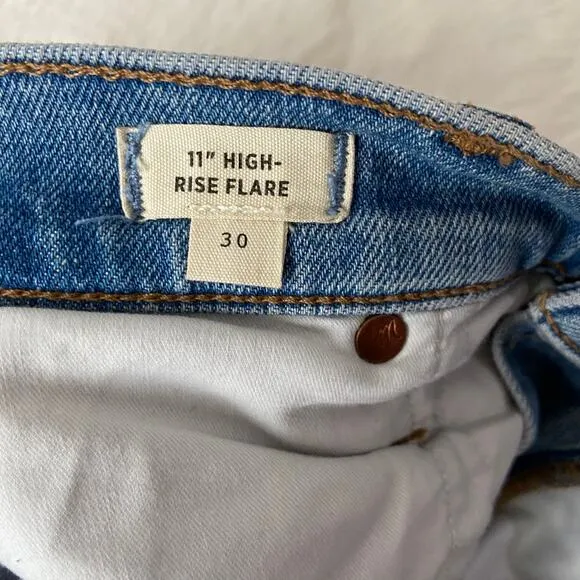 11" HIGH-
RISE FLARE
30